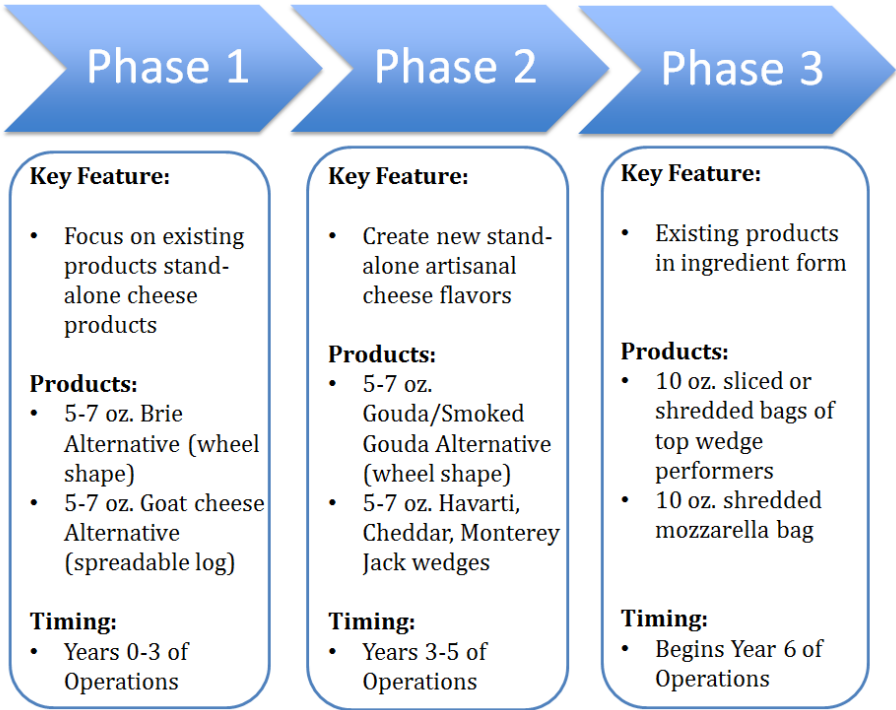 Phase 1
Phase 2
Phase 3
Key Feature:
• Focus on existing
products stand-
alone cheese
products
Products:
• 5-7 oz. Brie
Alternative (wheel
shape)
• 5-7 oz. Goat cheese
Alternative
(spreadable log)
Timing:
• Years 0-3 of
Operations
Key Feature:
• Create new stand-
alone artisanal
cheese flavors
Products:
• 5-7 oz.
Gouda/Smoked
Gouda Alternative
(wheel shape)
• 5-7 oz. Havarti,
Cheddar, Monterey
Jack wedges
Timing:
• Years 3-5 of
Operations
Key Feature:
• Existing products
in ingredient form
Products:
• 10 oz. sliced or
shredded bags of
top wedge
performers
• 10 oz. shredded
mozzarella bag
Timing:
• Begins Year 6 of
Operations